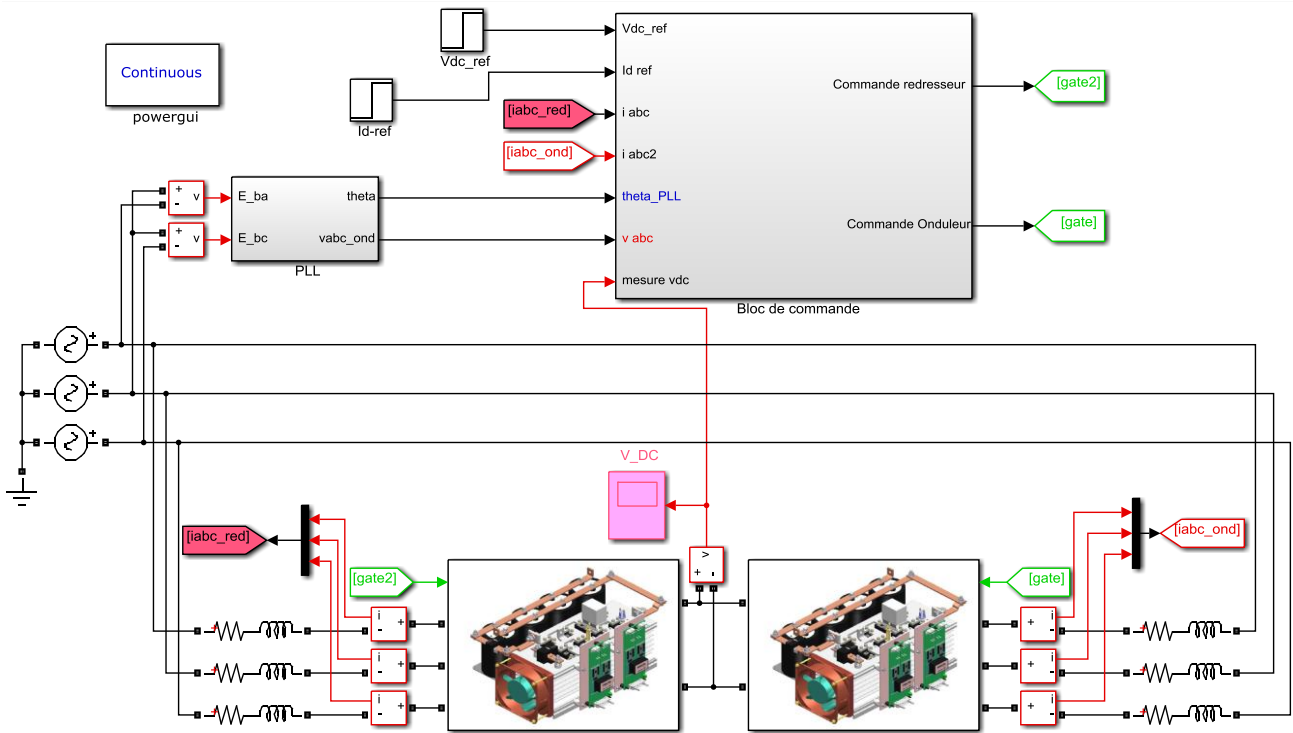 Continuous
powergui
Vdc_ref
Id-ref
[iabc_red]
[iabc_ond]
Vdc_ref
Id ref
i abc
i abc2
theta_PLL
v abc
mesure vdc
Commande redresseur
Commande Onduleur
Bloc de commande
[gate2]
[gate]
+
-
v
+
-
v
E_ba
E_bc
theta
vabc_ond
PLL
+
+
+
V_DC
[iabc_red]
[gate2]
v
+ -
[gate]
[iabc_ond]
i
-
+
i
-
+
i
-
+
i
-
+
i
-
+
i
-
+